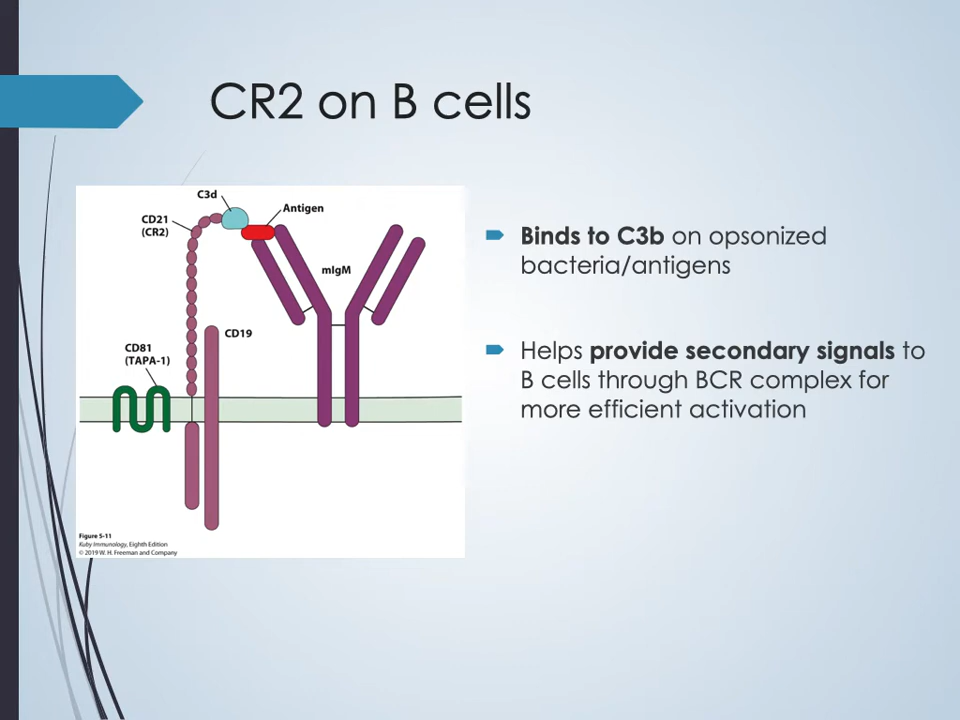 CR2 on B cells
C3d
Antigen
CD21
(CR2)
mIgM
CD19
CD81
(TAPA-1)
Figure 5-11
Kuby Immunology, Eighth Edition
© 2019 W. H. Freeman and Company
Binds to C3b on opsonized
bacteria/antigens
Helps provide secondary signals to
B cells through BCR complex for
more efficient activation